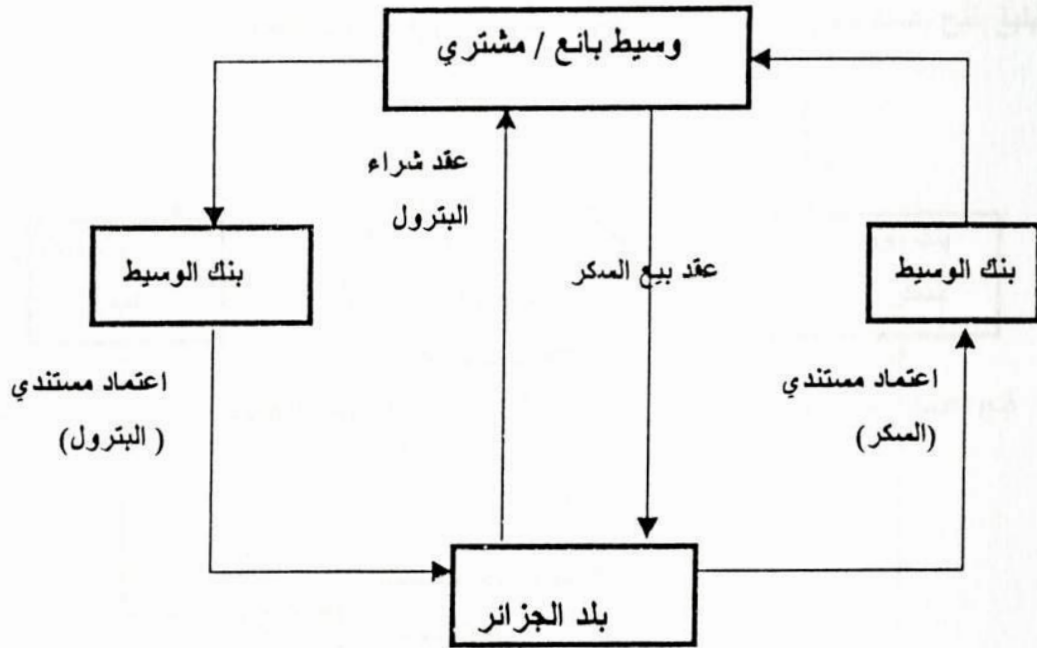 وسيط بائع / مشتري
عقد شراء
البترول
عقد بيع السكر
بنك الوسيط
بنك الوسيط
اعتماد مستندي
(السكر)
اعتماد مستندي
(البترول)
بلد الجزائر